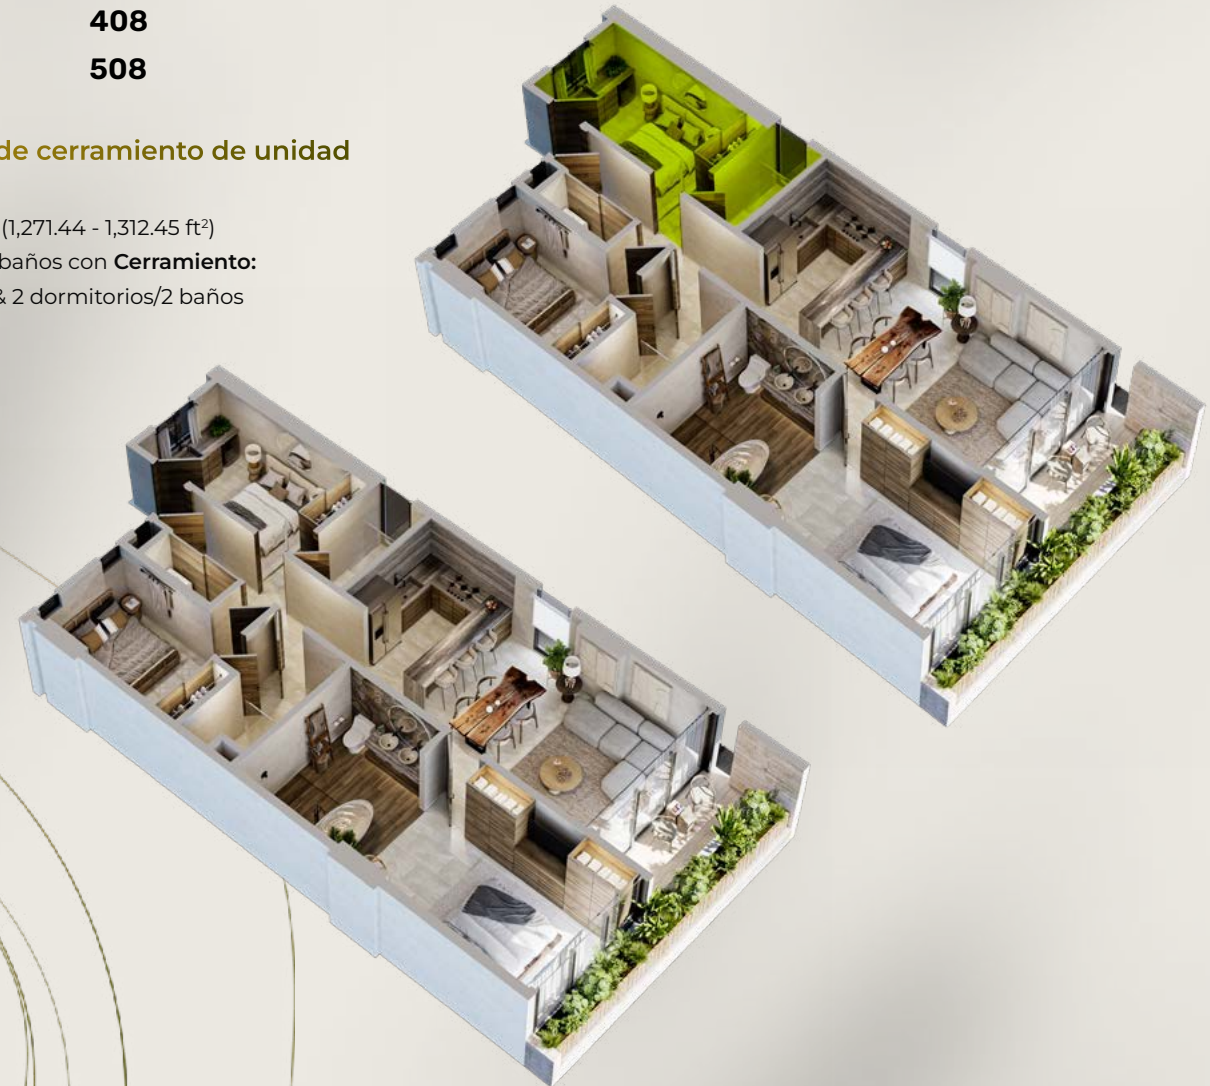 408
508
de cerramiento de unidad
(1,271.44 - 1,312.45 ft²)
baños con Cerramiento:
& 2 dormitorios/2 baños